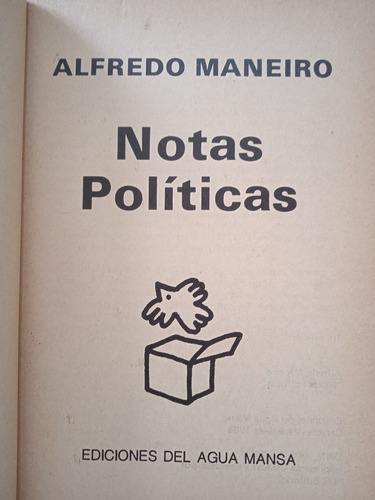 ALFREDO MANEIRO
Notas
Políticas
EDICIONES DEL AGUA MANSA